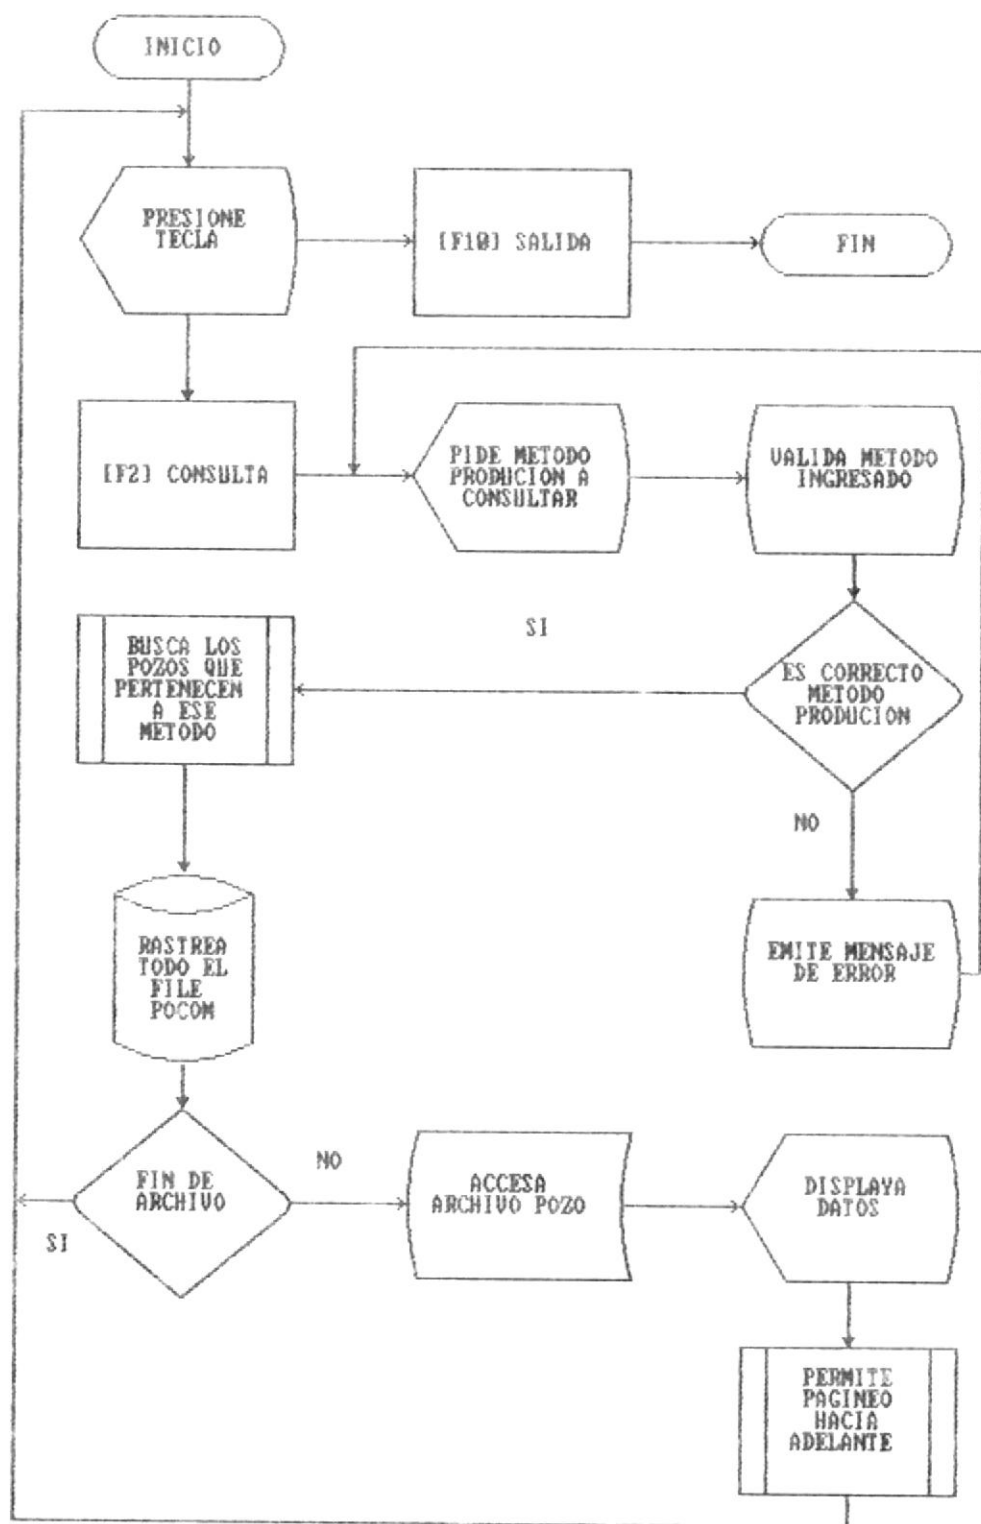 INICIO
PRESIONE
TECLA
[F10] SALIDA
FIN
[F2] CONSULTA
PIDE METODO
PRODUCION A
CONSULTAR
VALIDA METODO
INGRESADO
SI
BUSCA LOS
POZOS QUE
PERTENECEN
A ESE
METODO
ES CORRECTO
METODO
PRODUCION
NO
RASTREA
TODO EL
FILE
POCOM
EMITE MENSAJE
DE ERROR
FIN DE
ARCHIVO
NO
SI
ACCESA
ARCHIVO POZO
DISPLAYA
DATOS
PERMITE
PAGINEO
HACIA
ADELANTE